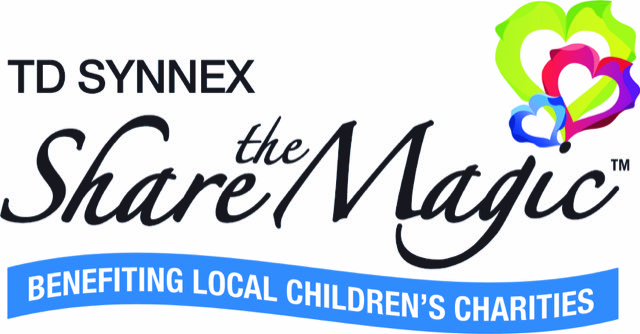 TD SYNNEX
Share the Magic™
BENEFITING LOCAL CHILDREN'S CHARITIES